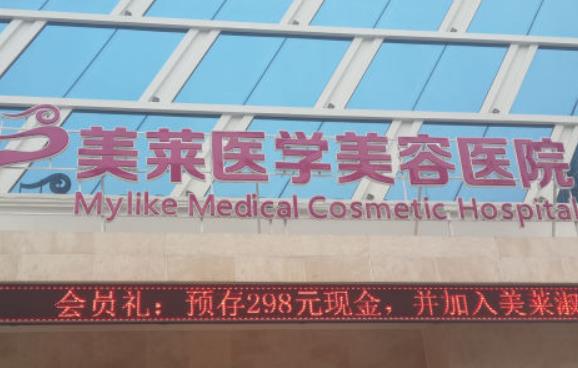 美莱医学美容医院
Mylike Medical Cosmetic Hospital
会员礼：预存298元现金，并加入美莱淑